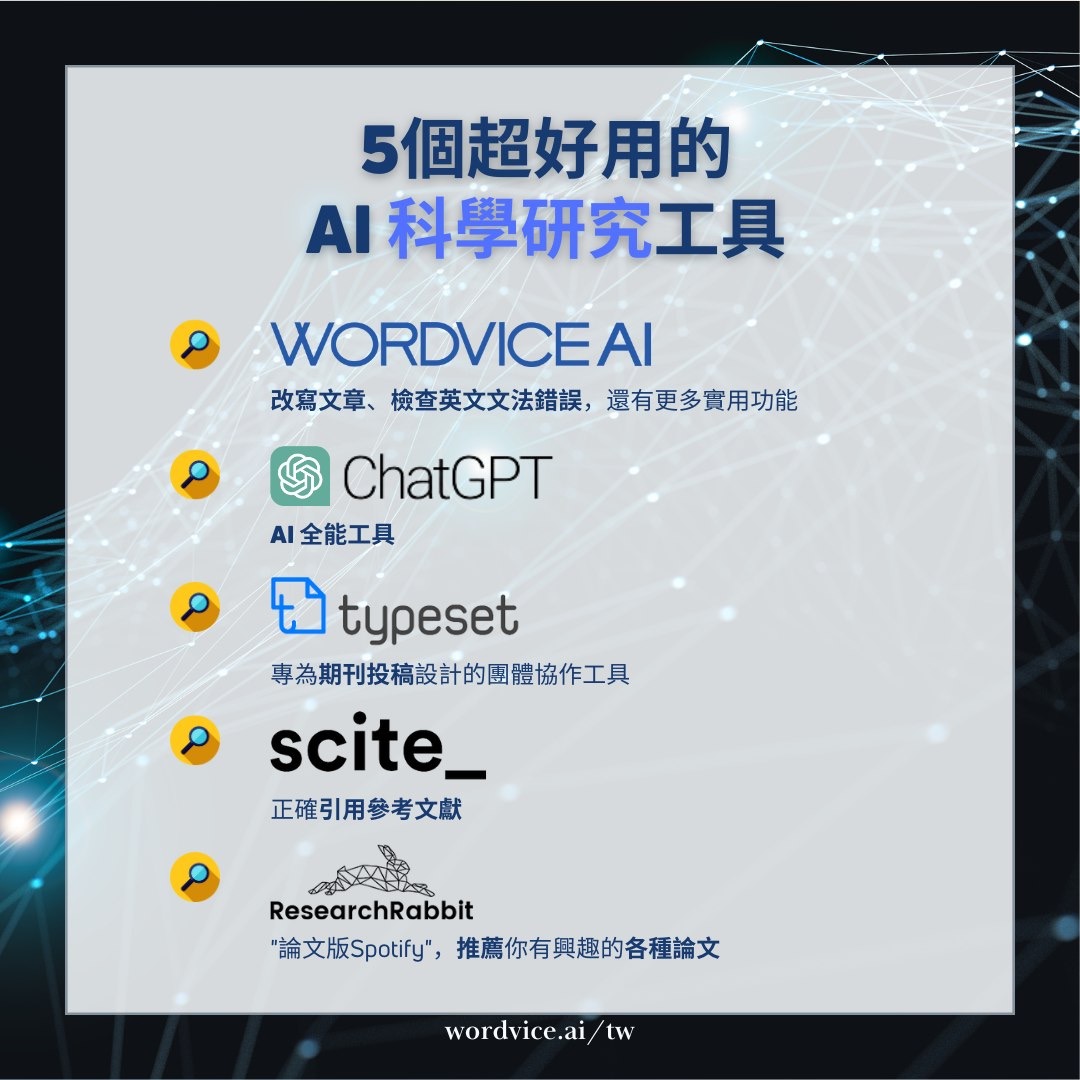 5個超好用的
AI 科學研究工具
WORDVICE AI
改寫文章、檢查英文文法錯誤，還有更多實用功能
ChatGPT
AI 全能工具
typeset
專為期刊投稿設計的團體協作工具
scite_
正確引用參考文獻
ResearchRabbit
"論文版Spotify"，推薦你有興趣的各種論文
wordvice.ai/tw